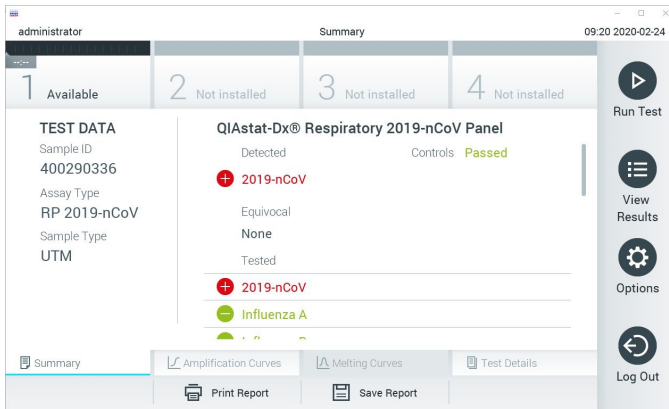 administrator
Summary
09:20 2020-02-24
--:--
1 Available
2 Not installed
3 Not installed
4 Not installed
Run Test
View
Results
Options
Log Out
TEST DATA
Sample ID
400290336
Assay Type
RP 2019-nCoV
Sample Type
UTM
QIAstat-Dx® Respiratory 2019-nCoV Panel
Detected
Controls Passed
2019-nCoV
Equivocal
None
Tested
2019-nCoV
Influenza A
Summary
Amplification Curves
Melting Curves
Test Details
Print Report
Save Report